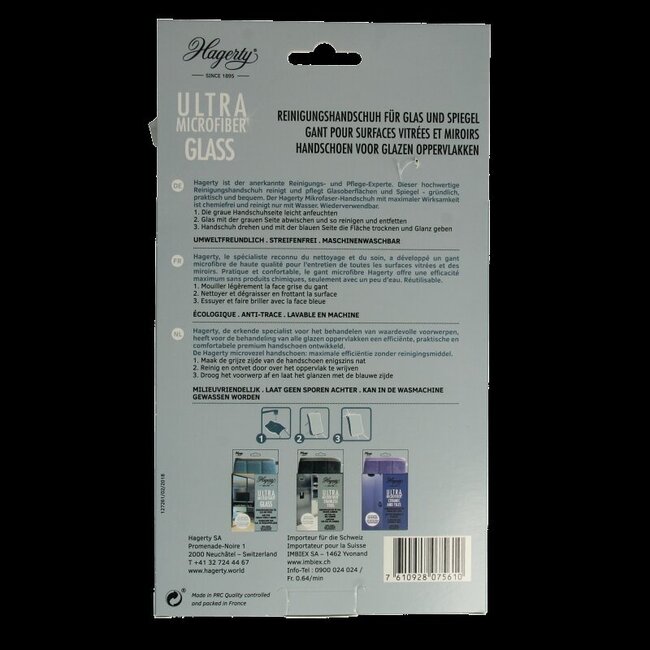 Hagerty®
SINCE 1895
ULTRA
MICROFIBER
GLASS
REINIGUNGSHANDSCHUH FÜR GLAS UND SPIEGEL
GANT POUR SURFACES VITRÉES ET MIROIRS
HANDSCHOEN VOOR GLAZEN OPPERVLAKKEN
DE
Hagerty ist der anerkannte Reinigungs- und Pflege-Experte. Dieser hochwertige
Reinigungshandschuh reinigt und pflegt Glasoberflächen und Spiegel - gründlich,
praktisch und bequem. Der Hagerty Mikrofaser-Handschuh mit maximaler Wirksamkeit
ist chemiefrei und reinigt nur mit Wasser. Wiederverwendbar.
1. Die graue Handschuhseite leicht anfeuchten
2. Glas mit der grauen Seite abwischen und so reinigen und entfetten
3. Handschuh drehen und mit der blauen Seite die Fläche trocknen und Glanz geben
UMWELTFREUNDLICH . STREIFENFREI . MASCHINENWASCHBAR
FR
Hagerty, le spécialiste reconnu du nettoyage et du soin, a développé un gant
microfibre de haute qualité pour l'entretien de toutes les surfaces vitrées et des
miroirs. Pratique et confortable, le gant microfibre Hagerty offre une efficacité
maximum sans produits chimiques, seulement avec un peu d'eau. Réutilisable.
1. Mouiller légèrement la face grise du gant
2. Nettoyer et dégraisser en frottant la surface
3. Essuyer et faire briller avec la face bleue
ÉCOLOGIQUE . ANTI-TRACE . LAVABLE EN MACHINE
NL
Hagerty, de erkende specialist voor het behandelen van waardevolle voorwerpen,
heeft voor de behandeling van alle glazen oppervlakken een efficiënte, praktische en
comfortabele premium handschoen ontwikkeld.
De Hagerty microvezel handschoen: maximale efficiëntie zonder reinigingsmiddel.
1. Maak de grijze zijde van de handschoen enigszins nat
2. Reinig en ontvet door over het oppervlak te wrijven
3. Droog het voorwerp af en laat het glanzen met de blauwe zijde
MILIEUVRIENDELIJK . LAAT GEEN SPOREN ACHTER . KAN IN DE WASMACHINE
GEWASSEN WORDEN
1 2 3
Hagerty Hagerty Hagerty
ULTRA ULTRA ULTRA
GLASS
127281/02/2018
Hagerty SA
Promenade-Noire 1
2000 Neuchâtel - Switzerland
T +41 32 724 44 67
www.hagerty.world
Importeur für die Schweiz
Importateur pour la Suisse
IMBIEX SA - 1462 Yvonand
www.imbiex.ch
Info-Tel : 0900 024 024 /
Fr. 0.64/min
7 610928 075610
Made in PRC Quality controlled
and packed in France